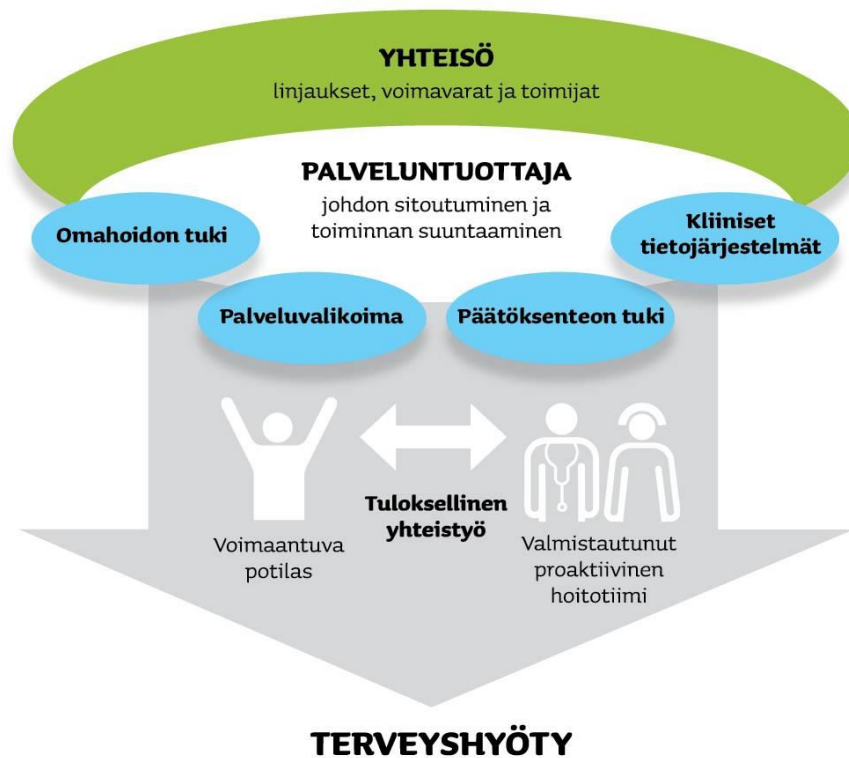 YHTEISÖ
linjaukset, voimavarat ja toimijat
PALVELUNTUOTTAJA
johdon sitoutuminen ja
toiminnan suuntaaminen
Omahoidon tuki
Kliiniset
tietojärjestelmät
Palveluvalikoima
Päätöksenteon tuki
Tuloksellinen
yhteistyö
Voimaantuva
potilas
Valmistautunut
proaktiivinen
hoitotiimi
TERVEYSHYÖTY